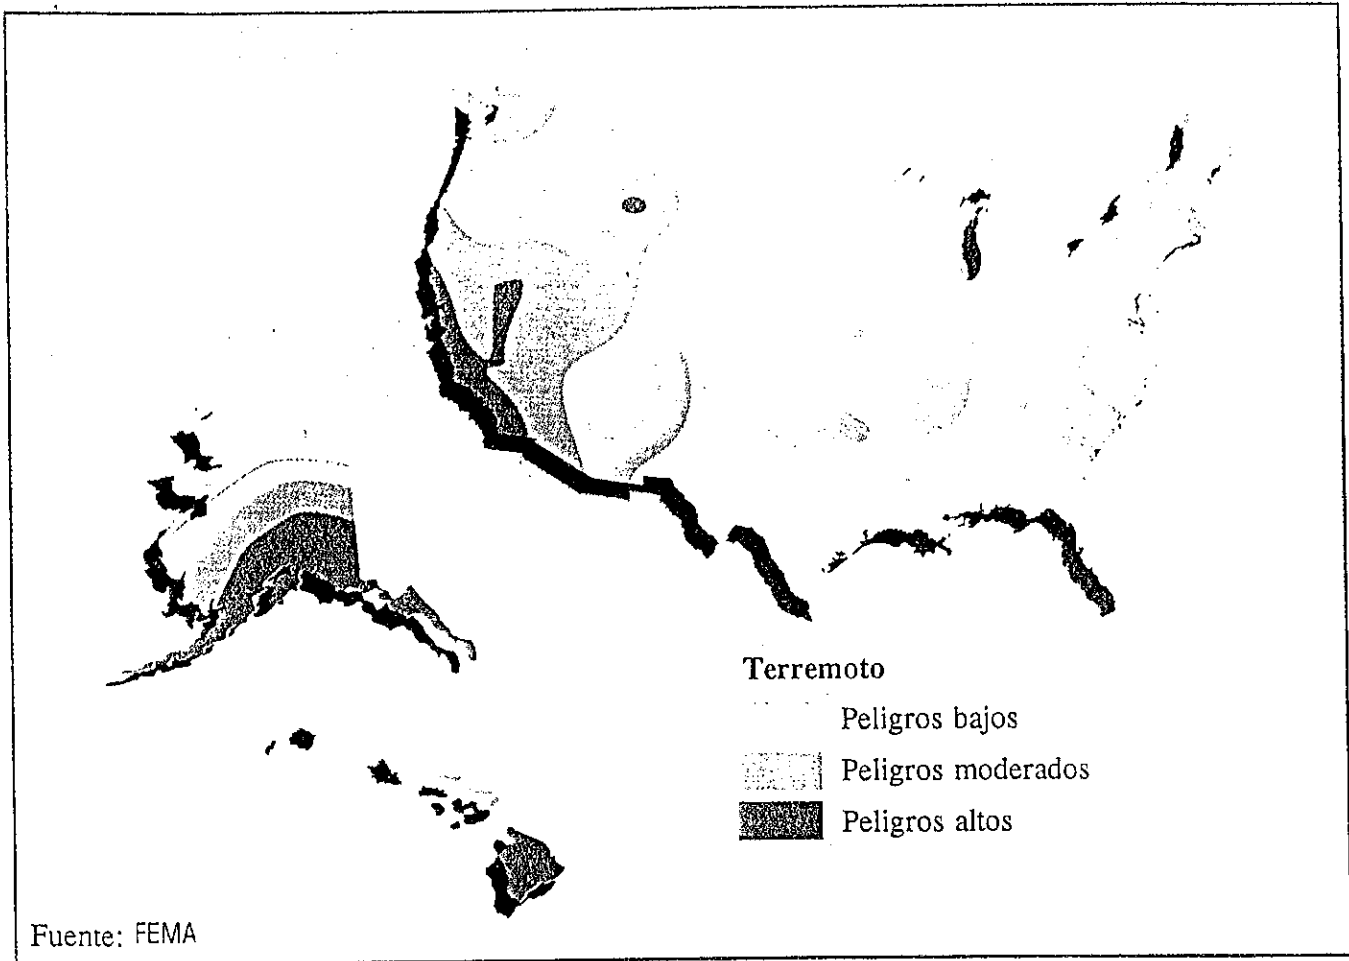 Terremoto
Peligros bajos
Peligros moderados
Peligros altos
Fuente: FEMA